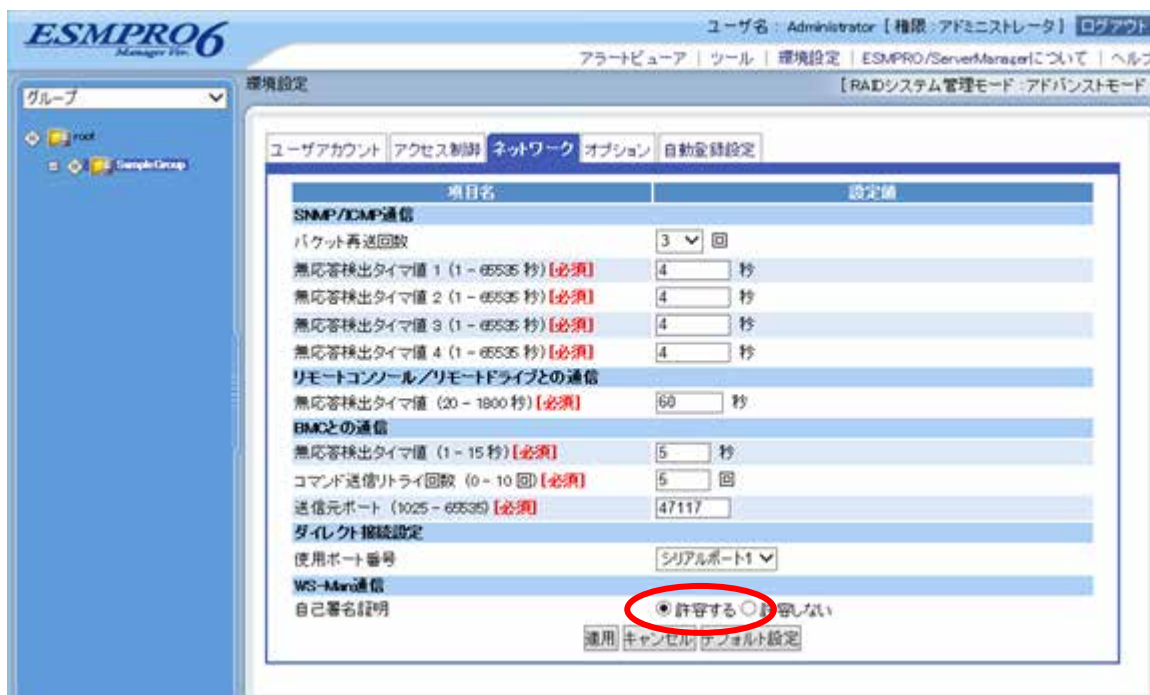 ESMPRO6
Manager Ver.
ユーザ名 : Administrator 【権限 : アドミニストレータ】 ログアウト
アラートビューア | ツール | 環境設定 | ESMPRO/ServerManagerについて | ヘルプ
グループ
環境設定
【RAIDシステム管理モード : アドバンストモード
root
SampleGroup
ユーザアカウント アクセス制御 ネットワーク オプション 自動登録設定
項目名 設定値
SNMP/ICMP通信
パケット再送回数 3 回
無応答検出タイマ値 1 (1 - 65535 秒)【必須】 4 秒
無応答検出タイマ値 2 (1 - 65535 秒)【必須】 4 秒
無応答検出タイマ値 3 (1 - 65535 秒)【必須】 4 秒
無応答検出タイマ値 4 (1 - 65535 秒)【必須】 4 秒
リモートコンソール／リモートドライブとの通信
無応答検出タイマ値 (20 - 1800 秒)【必須】 60 秒
BMCとの通信
無応答検出タイマ値 (1 - 15 秒)【必須】 5 秒
コマンド送信リトライ回数 (0 - 10 回)【必須】 5 回
送信元ポート (1025 - 65535)【必須】 47117
ダイレクト接続設定
使用ポート番号 シリアルポート1
WS-Man通信
自己署名証明 許容する 許容しない
適用 キャンセル デフォルト設定